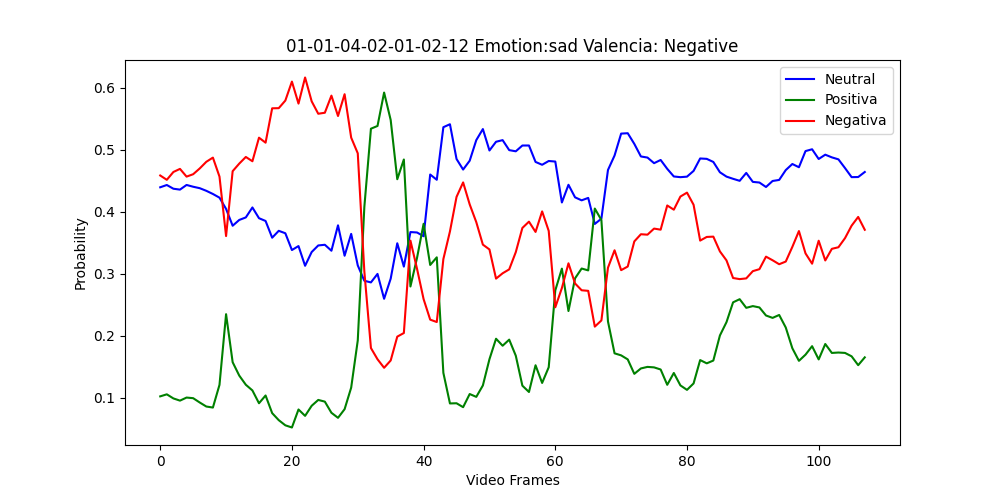 01-01-04-02-01-02-12 Emotion:sad Valencia: Negative
Neutral
Positiva
Negativa
Probability
0.6
0.5
0.4
0.3
0.2
0.1
0 20 40 60 80 100
Video Frames